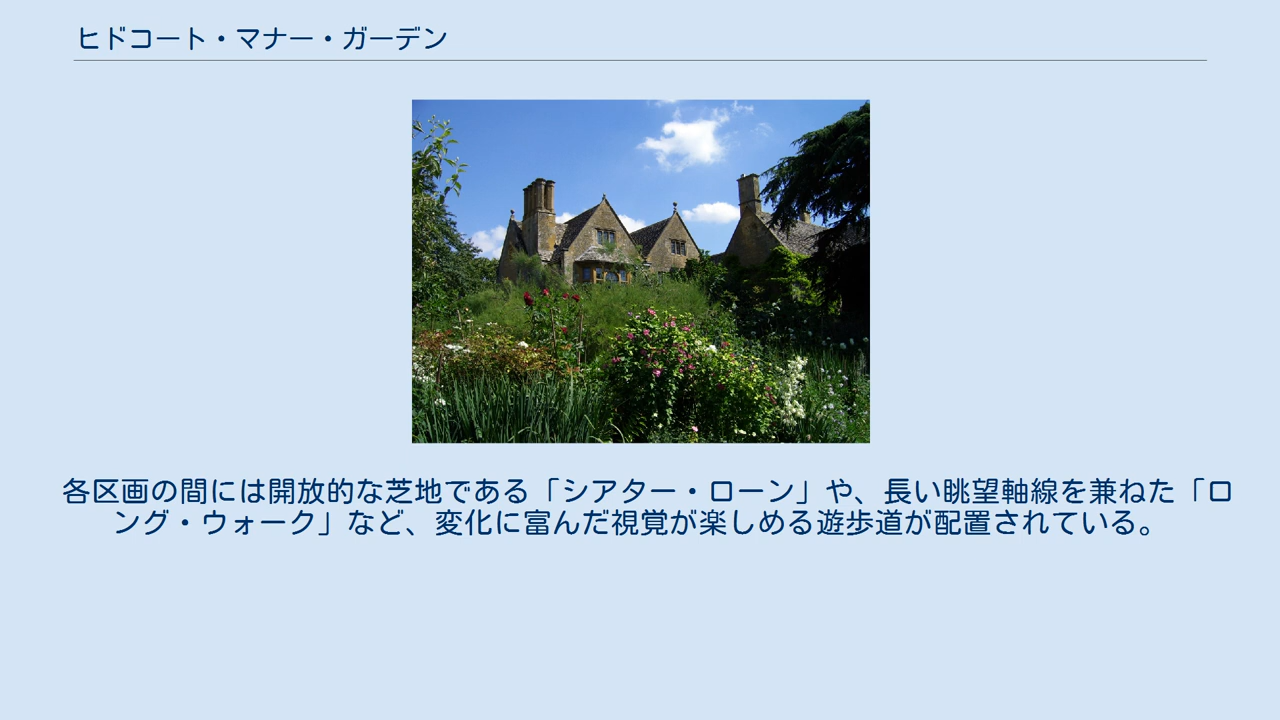 ヒドコート・マナー・ガーデン
各区画の間には開放的な芝地である「シアター・ローン」や、長い眺望軸線を兼ねた「ロ
ング・ウォーク」など、変化に富んだ視覚が楽しめる遊歩道が配置されている。